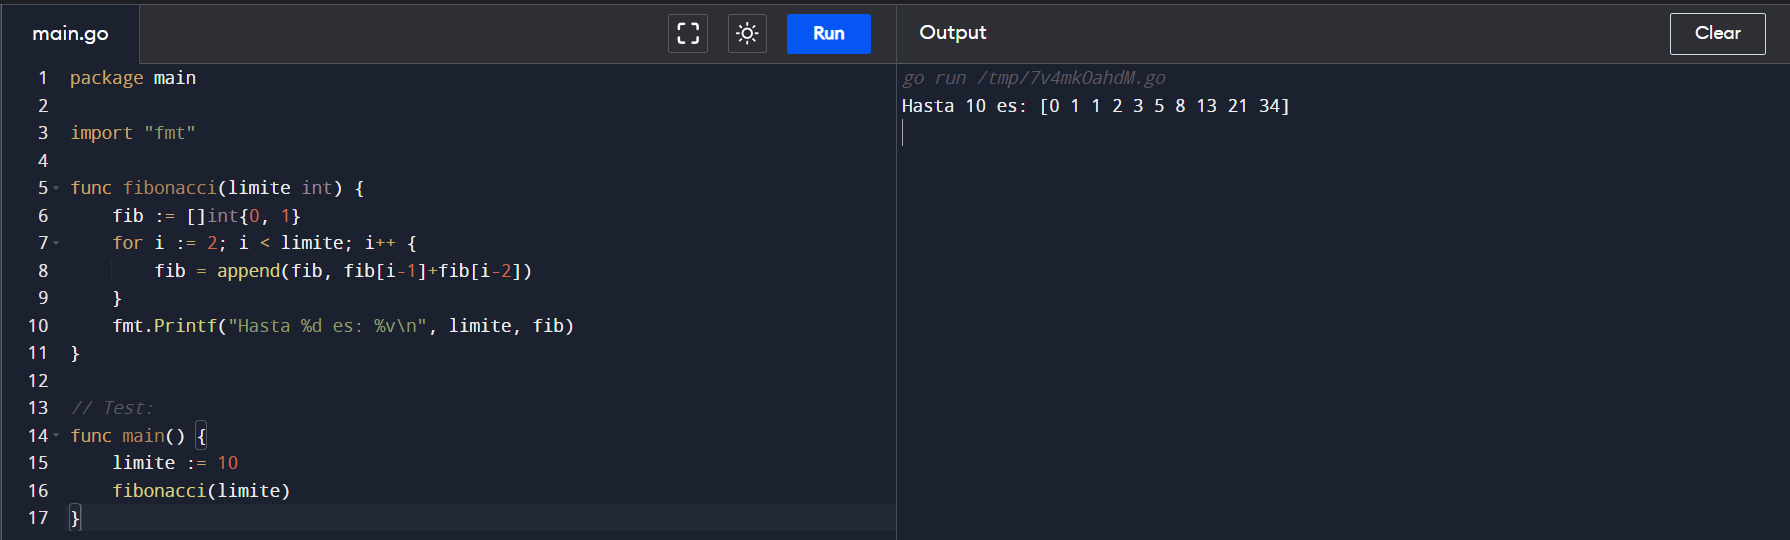 main.go
Run
1 package main
2
3 import "fmt"
4
5 func fibonacci(limite int) {
6     fib := []int{0, 1}
7     for i := 2; i < limite; i++ {
8         fib = append(fib, fib[i-1]+fib[i-2])
9     }
10     fmt.Printf("Hasta %d es: %v\n", limite, fib)
11 }
12
13 // Test:
14 func main() {
15     limite := 10
16     fibonacci(limite)
17 }
Output
Clear
go run /tmp/7v4mkOahdM.go
Hasta 10 es: [0 1 1 2 3 5 8 13 21 34]